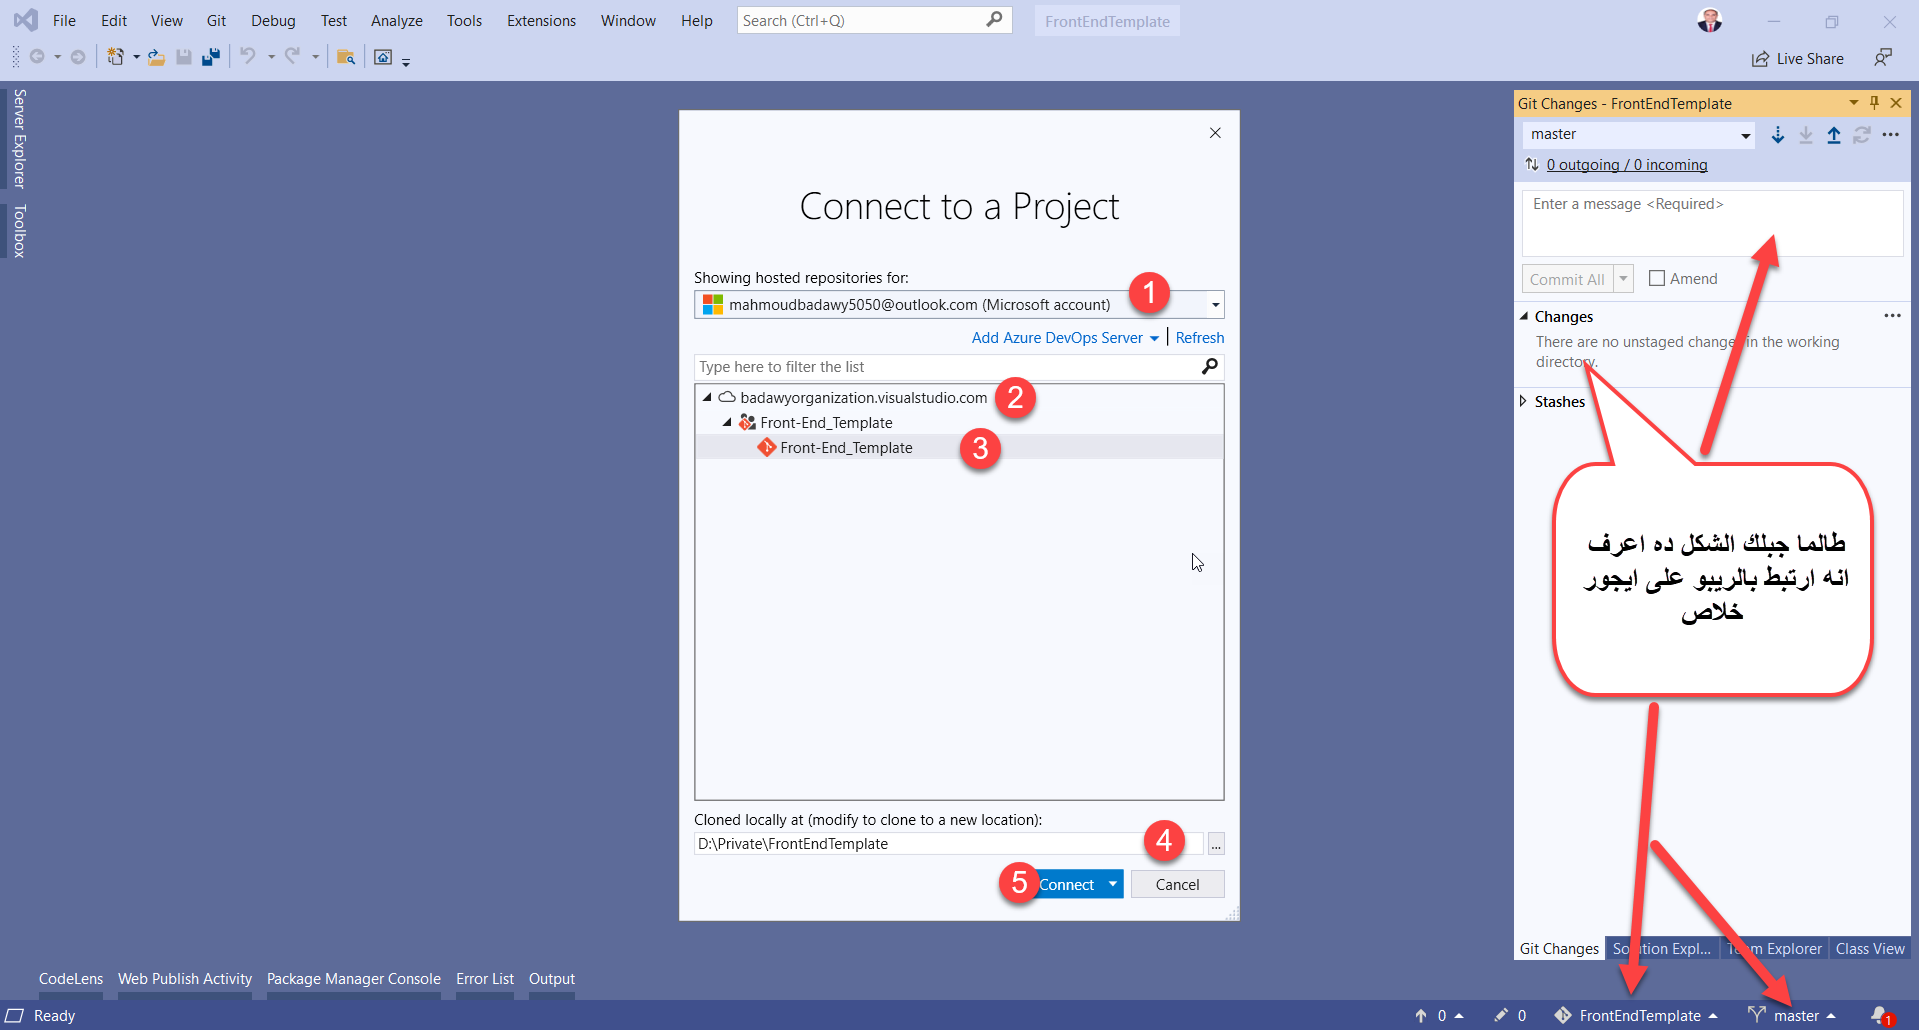 File Edit View Git Debug Test Analyze Tools Extensions Window Help Search (Ctrl+Q) FrontEndTemplate
Live Share
Server Explorer
Toolbox
Connect to a Project
Showing hosted repositories for:
mahmoudbadawy5050@outlook.com (Microsoft account) 1
Add Azure DevOps Server Refresh
Type here to filter the list
badawyorganization.visualstudio.com 2
Front-End_Template
Front-End_Template 3
Cloned locally at (modify to clone to a new location):
D:\Private\FrontEndTemplate 4
... 
5 Connect Cancel
Git Changes - FrontEndTemplate
master
0 outgoing / 0 incoming
Enter a message <Required>
Commit All Amend
Changes
There are no unstaged changes in the working
directory.
Stashes
طالما جبلك الشكل ده اعرف
انه ارتبط بالريبو على ايجور
خلاص
Git Changes Solution Expl... Team Explorer Class View
CodeLens Web Publish Activity Package Manager Console Error List Output
Ready 0 0 FrontEndTemplate master 1